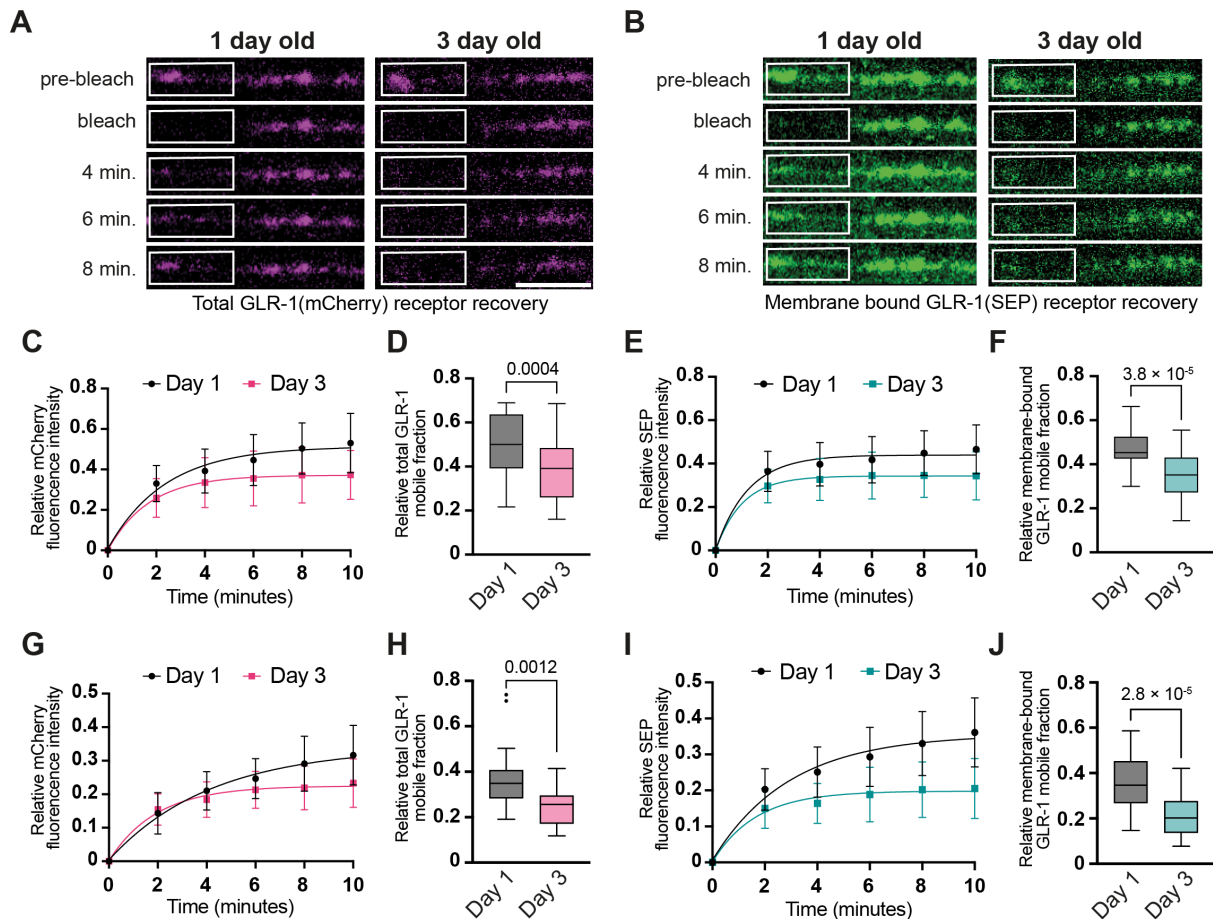 A
1 day old
3 day old
pre-bleach
bleach
4 min.
6 min.
8 min.
Total GLR-1(mCherry) receptor recovery
B
1 day old
3 day old
pre-bleach
bleach
4 min.
6 min.
8 min.
Membrane bound GLR-1(SEP) receptor recovery
C
Day 1
Day 3
Relative mCherry
fluorescence intensity
0.8
0.6
0.4
0.2
0
0 2 4 6 8 10
Time (minutes)
D
0.0004
Relative total GLR-1
mobile fraction
0.8
0.6
0.4
0.2
0
Day 1
Day 3
E
Day 1
Day 3
Relative SEP
fluorescence intensity
0.8
0.6
0.4
0.2
0
0 2 4 6 8 10
Time (minutes)
F
3.8 × 10⁻⁵
Relative membrane-bound
GLR-1 mobile fraction
0.8
0.6
0.4
0.2
0
Day 1
Day 3
G
Day 1
Day 3
Relative mCherry
fluorescence intensity
0.5
0.4
0.3
0.2
0.1
0
0 2 4 6 8 10
Time (minutes)
H
0.0012
Relative total GLR-1
mobile fraction
0.8
0.6
0.4
0.2
0
Day 1
Day 3
I
Day 1
Day 3
Relative SEP
fluorescence intensity
0.5
0.4
0.3
0.2
0.1
0
0 2 4 6 8 10
Time (minutes)
J
2.8 × 10⁻⁵
Relative membrane-bound
GLR-1 mobile fraction
0.8
0.6
0.4
0.2
0
Day 1
Day 3